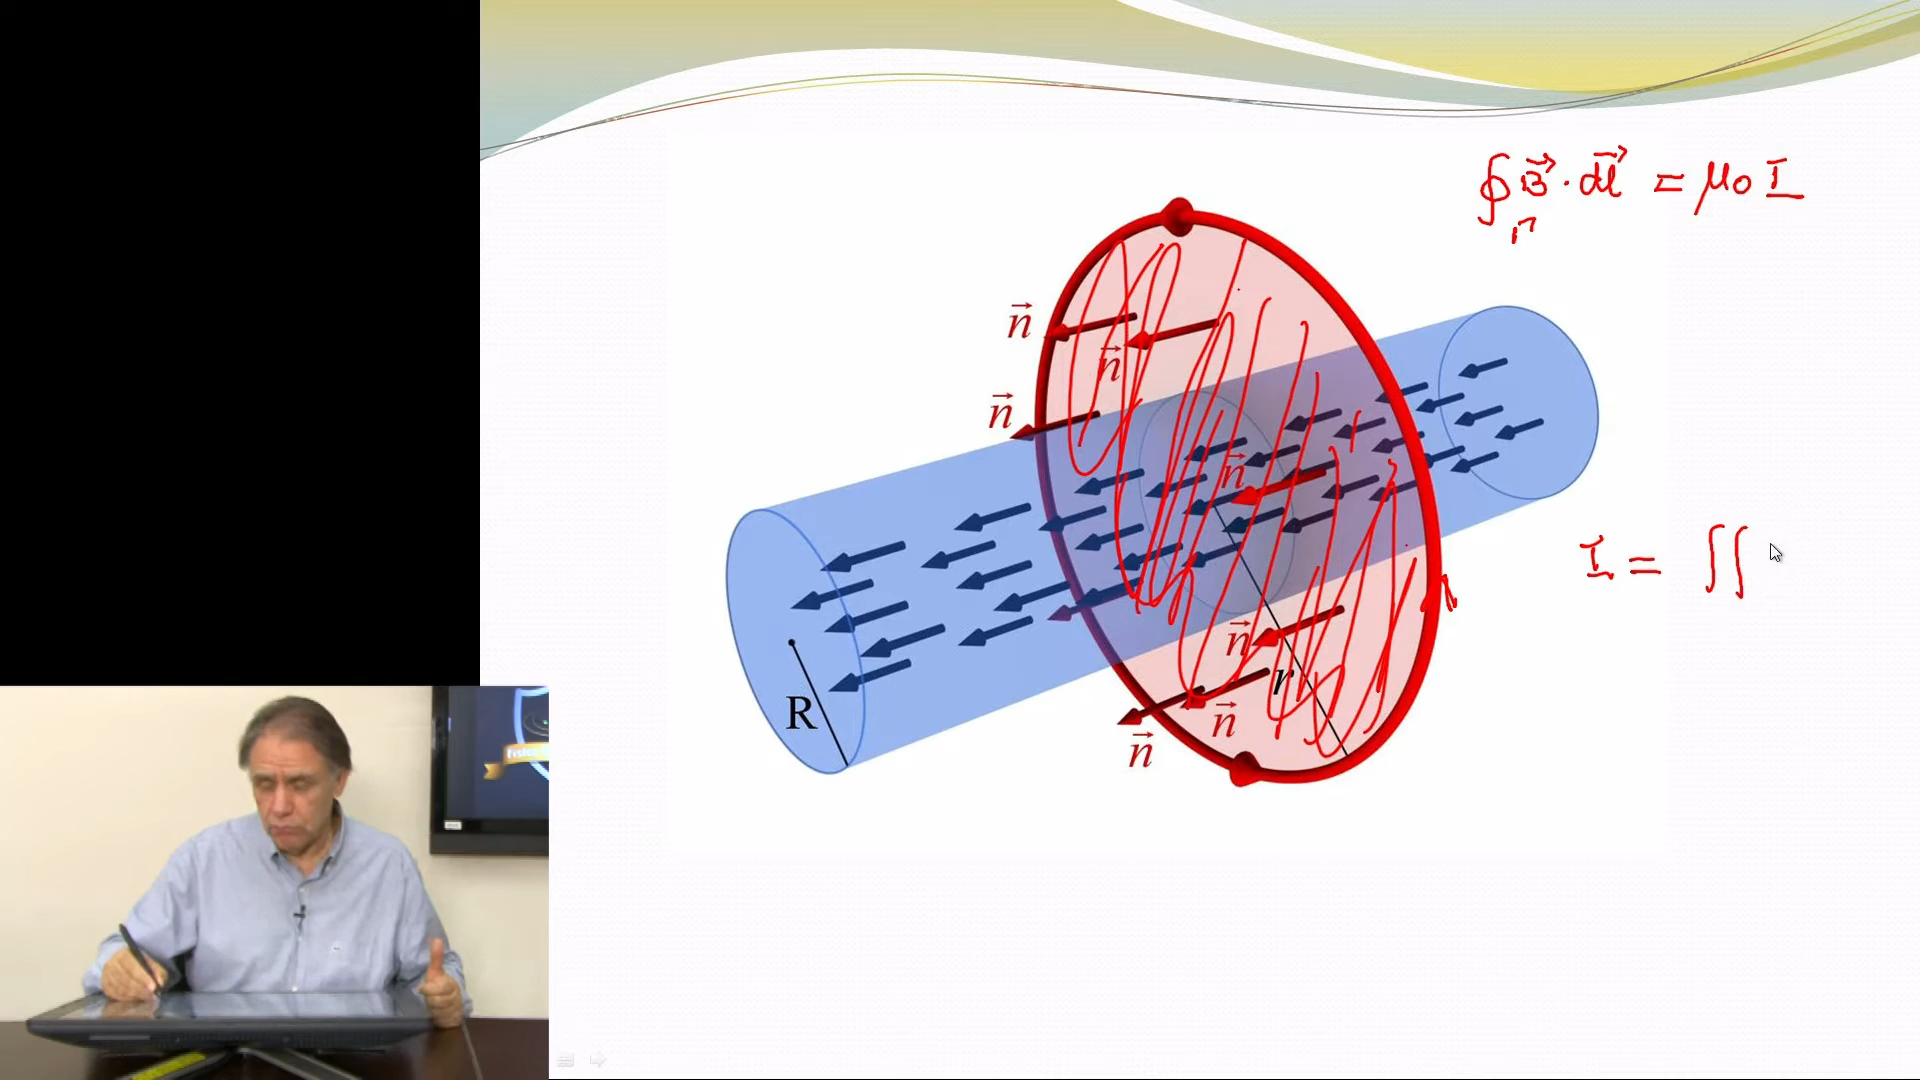 ∮_Γ B⃗ · dl⃗ = μ₀ I
n⃗
n⃗
n⃗
n⃗
I = ∬
n⃗
r
R
n⃗
n⃗